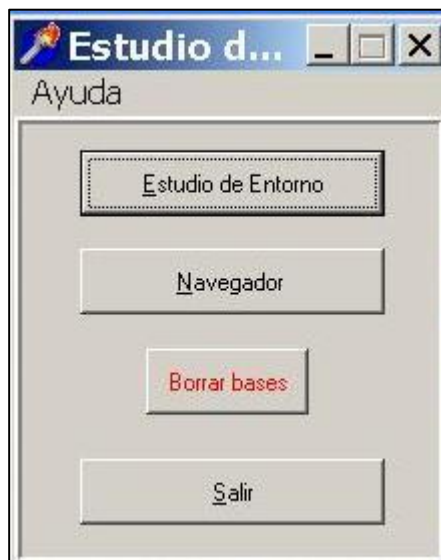 Estudio d...
Ayuda
Estudio de Entorno
Navegador
Borrar bases
Salir